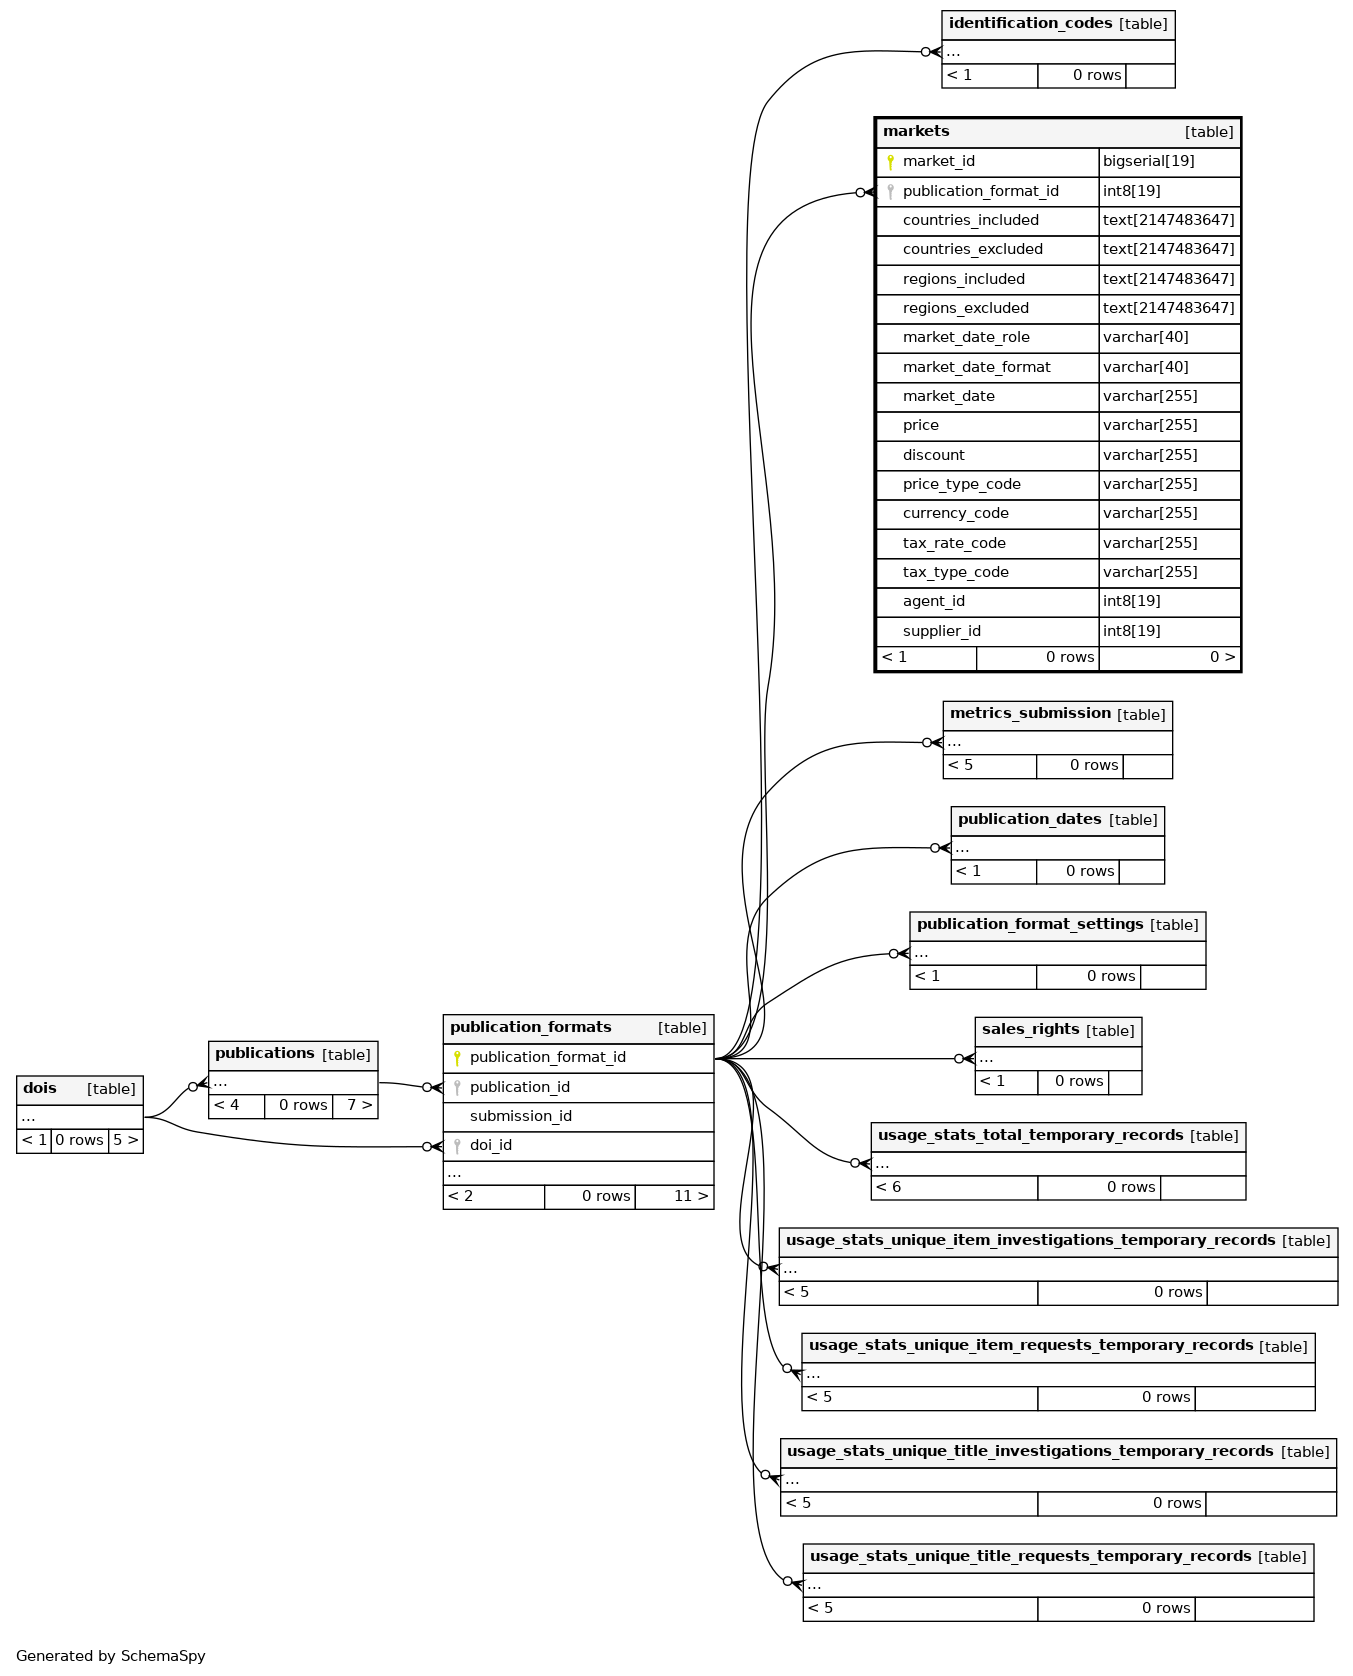 identification_codes [table]
...
< 1 0 rows
markets [table]
market_id bigserial[19]
publication_format_id int8[19]
countries_included text[2147483647]
countries_excluded text[2147483647]
regions_included text[2147483647]
regions_excluded text[2147483647]
market_date_role varchar[40]
market_date_format varchar[40]
market_date varchar[255]
price varchar[255]
discount varchar[255]
price_type_code varchar[255]
currency_code varchar[255]
tax_rate_code varchar[255]
tax_type_code varchar[255]
agent_id int8[19]
supplier_id int8[19]
< 1 0 rows 0 >
metrics_submission [table]
...
< 5 0 rows
publication_dates [table]
...
< 1 0 rows
publication_format_settings [table]
...
< 1 0 rows
dois [table]
...
< 1 0 rows 5 >
publications [table]
...
< 4 0 rows 7 >
publication_formats [table]
publication_format_id
publication_id
submission_id
doi_id
...
< 2 0 rows 11 >
sales_rights [table]
...
< 1 0 rows
usage_stats_total_temporary_records [table]
...
< 6 0 rows
usage_stats_unique_item_investigations_temporary_records [table]
...
< 5 0 rows
usage_stats_unique_item_requests_temporary_records [table]
...
< 5 0 rows
usage_stats_unique_title_investigations_temporary_records [table]
...
< 5 0 rows
usage_stats_unique_title_requests_temporary_records [table]
...
< 5 0 rows
Generated by SchemaSpy